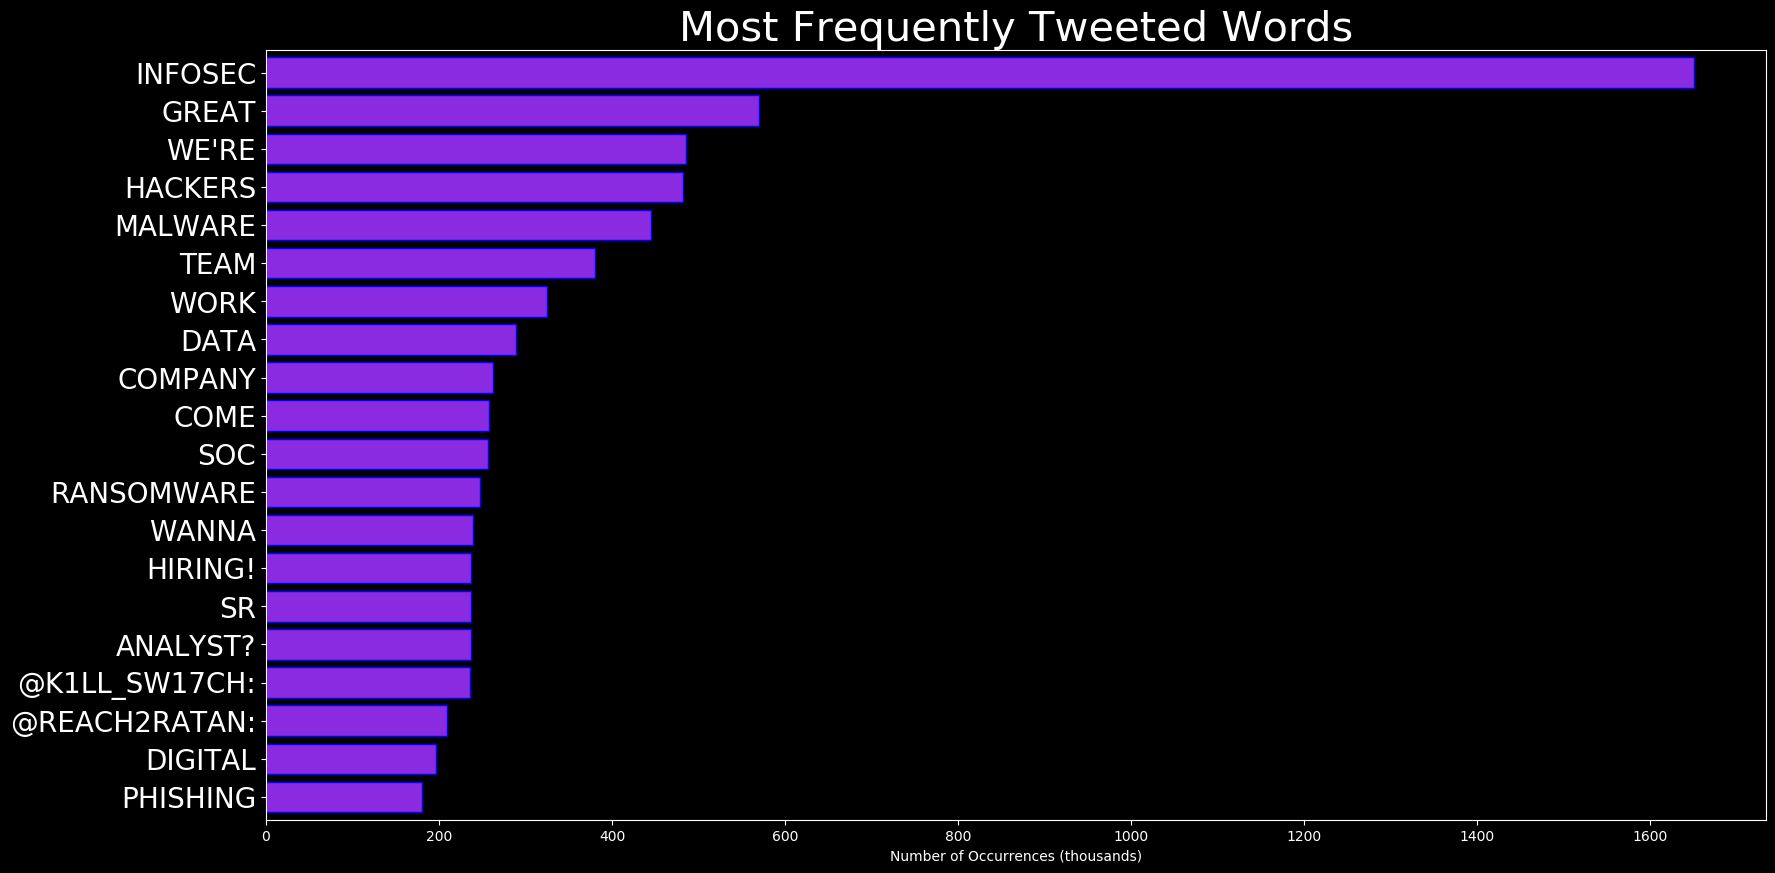 Most Frequently Tweeted Words
INFOSEC
GREAT
WE'RE
HACKERS
MALWARE
TEAM
WORK
DATA
COMPANY
COME
SOC
RANSOMWARE
WANNA
HIRING!
SR
ANALYST?
@K1LL_SW17CH:
@REACH2RATAN:
DIGITAL
PHISHING
0 200 400 600 800 1000 1200 1400 1600
Number of Occurrences (thousands)